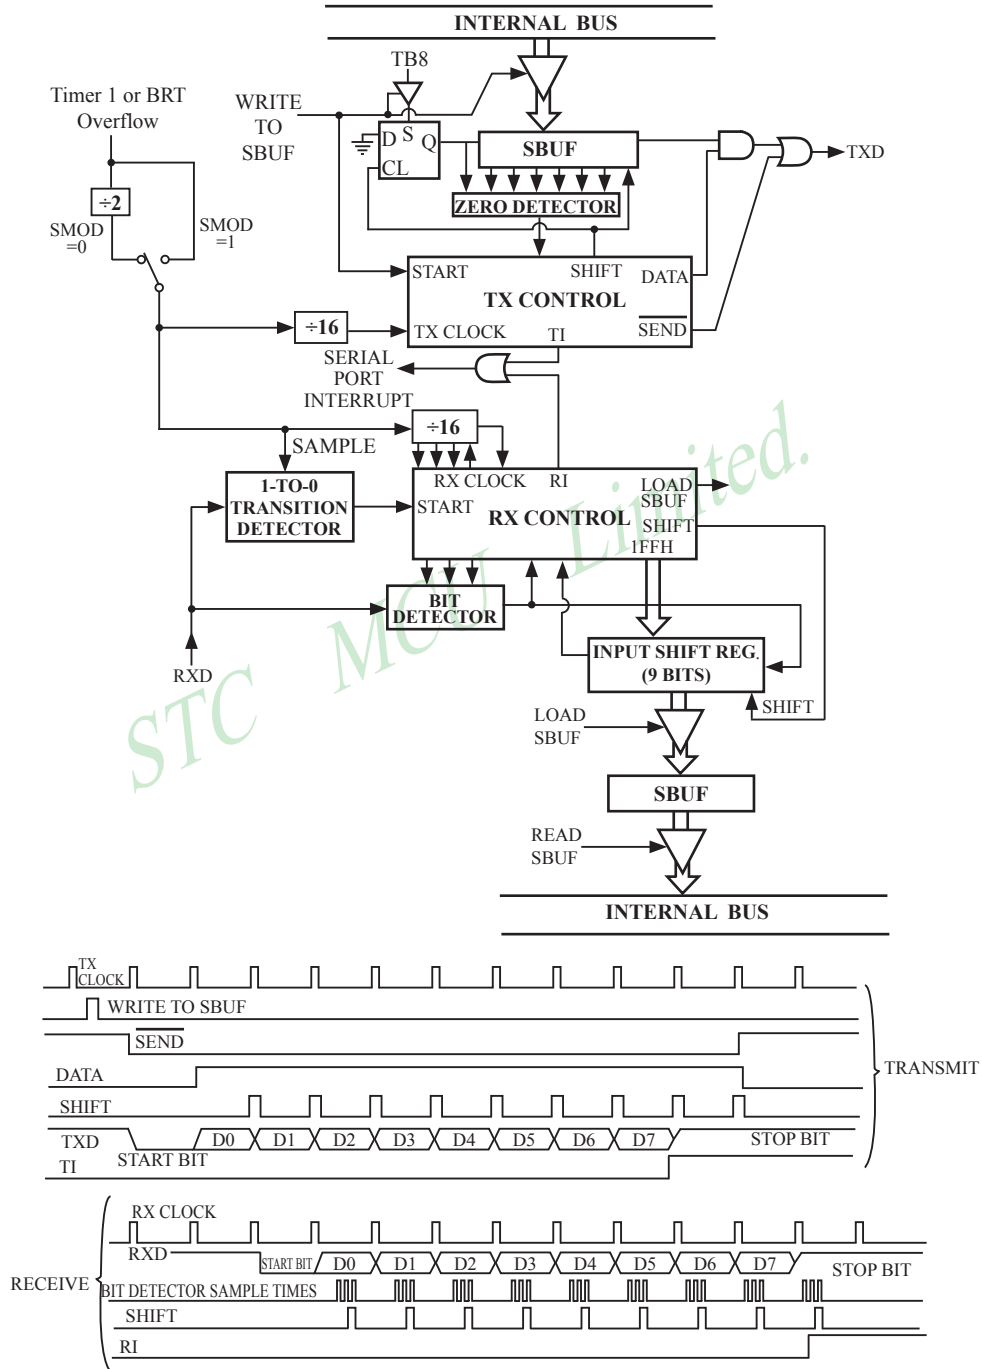 INTERNAL BUS
TB8
Timer 1 or BRT
Overflow
WRITE
TO
SBUF
D S Q
CL
SBUF
TXD
÷2
ZERO DETECTOR
SMOD
=0
SMOD
=1
START
SHIFT
DATA
TX CONTROL
÷16
TX CLOCK
TI
SEND
SERIAL
PORT
INTERRUPT
÷16
SAMPLE
RX CLOCK
RI
LOAD
SBUF
1-TO-0
TRANSITION
DETECTOR
START
RX CONTROL
SHIFT
1FFH
BIT
DETECTOR
RXD
INPUT SHIFT REG.
(9 BITS)
SHIFT
LOAD
SBUF
SBUF
READ
SBUF
INTERNAL BUS
STC MCU Limited.
TX
CLOCK
WRITE TO SBUF
SEND
DATA
TRANSMIT
SHIFT
TXD
START BIT
D0 D1 D2 D3 D4 D5 D6 D7
STOP BIT
TI
RX CLOCK
RXD
START BIT
D0 D1 D2 D3 D4 D5 D6 D7
STOP BIT
RECEIVE
BIT DETECTOR SAMPLE TIMES
SHIFT
RI